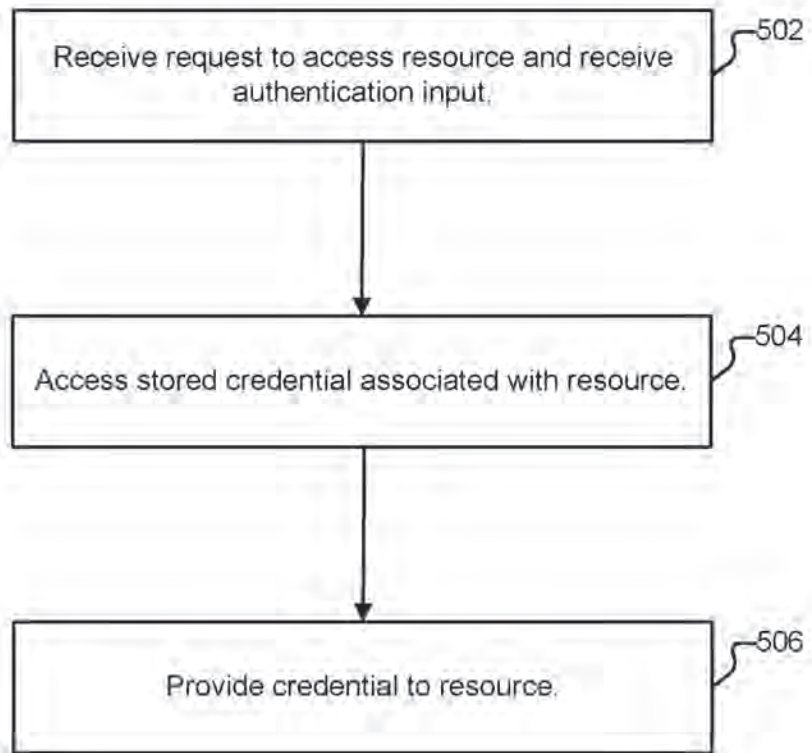 502
Receive request to access resource and receive
authentication input.
504
Access stored credential associated with resource.
506
Provide credential to resource.